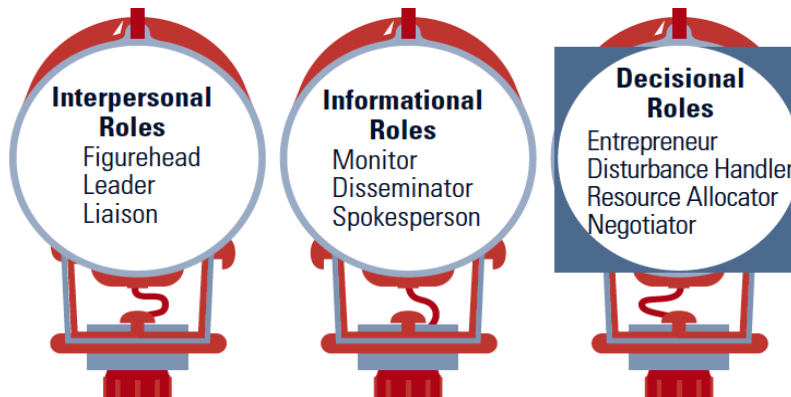 Interpersonal
Roles
Figurehead
Leader
Liaison
Informational
Roles
Monitor
Disseminator
Spokesperson
Decisional
Roles
Entrepreneur
Disturbance Handler
Resource Allocator
Negotiator